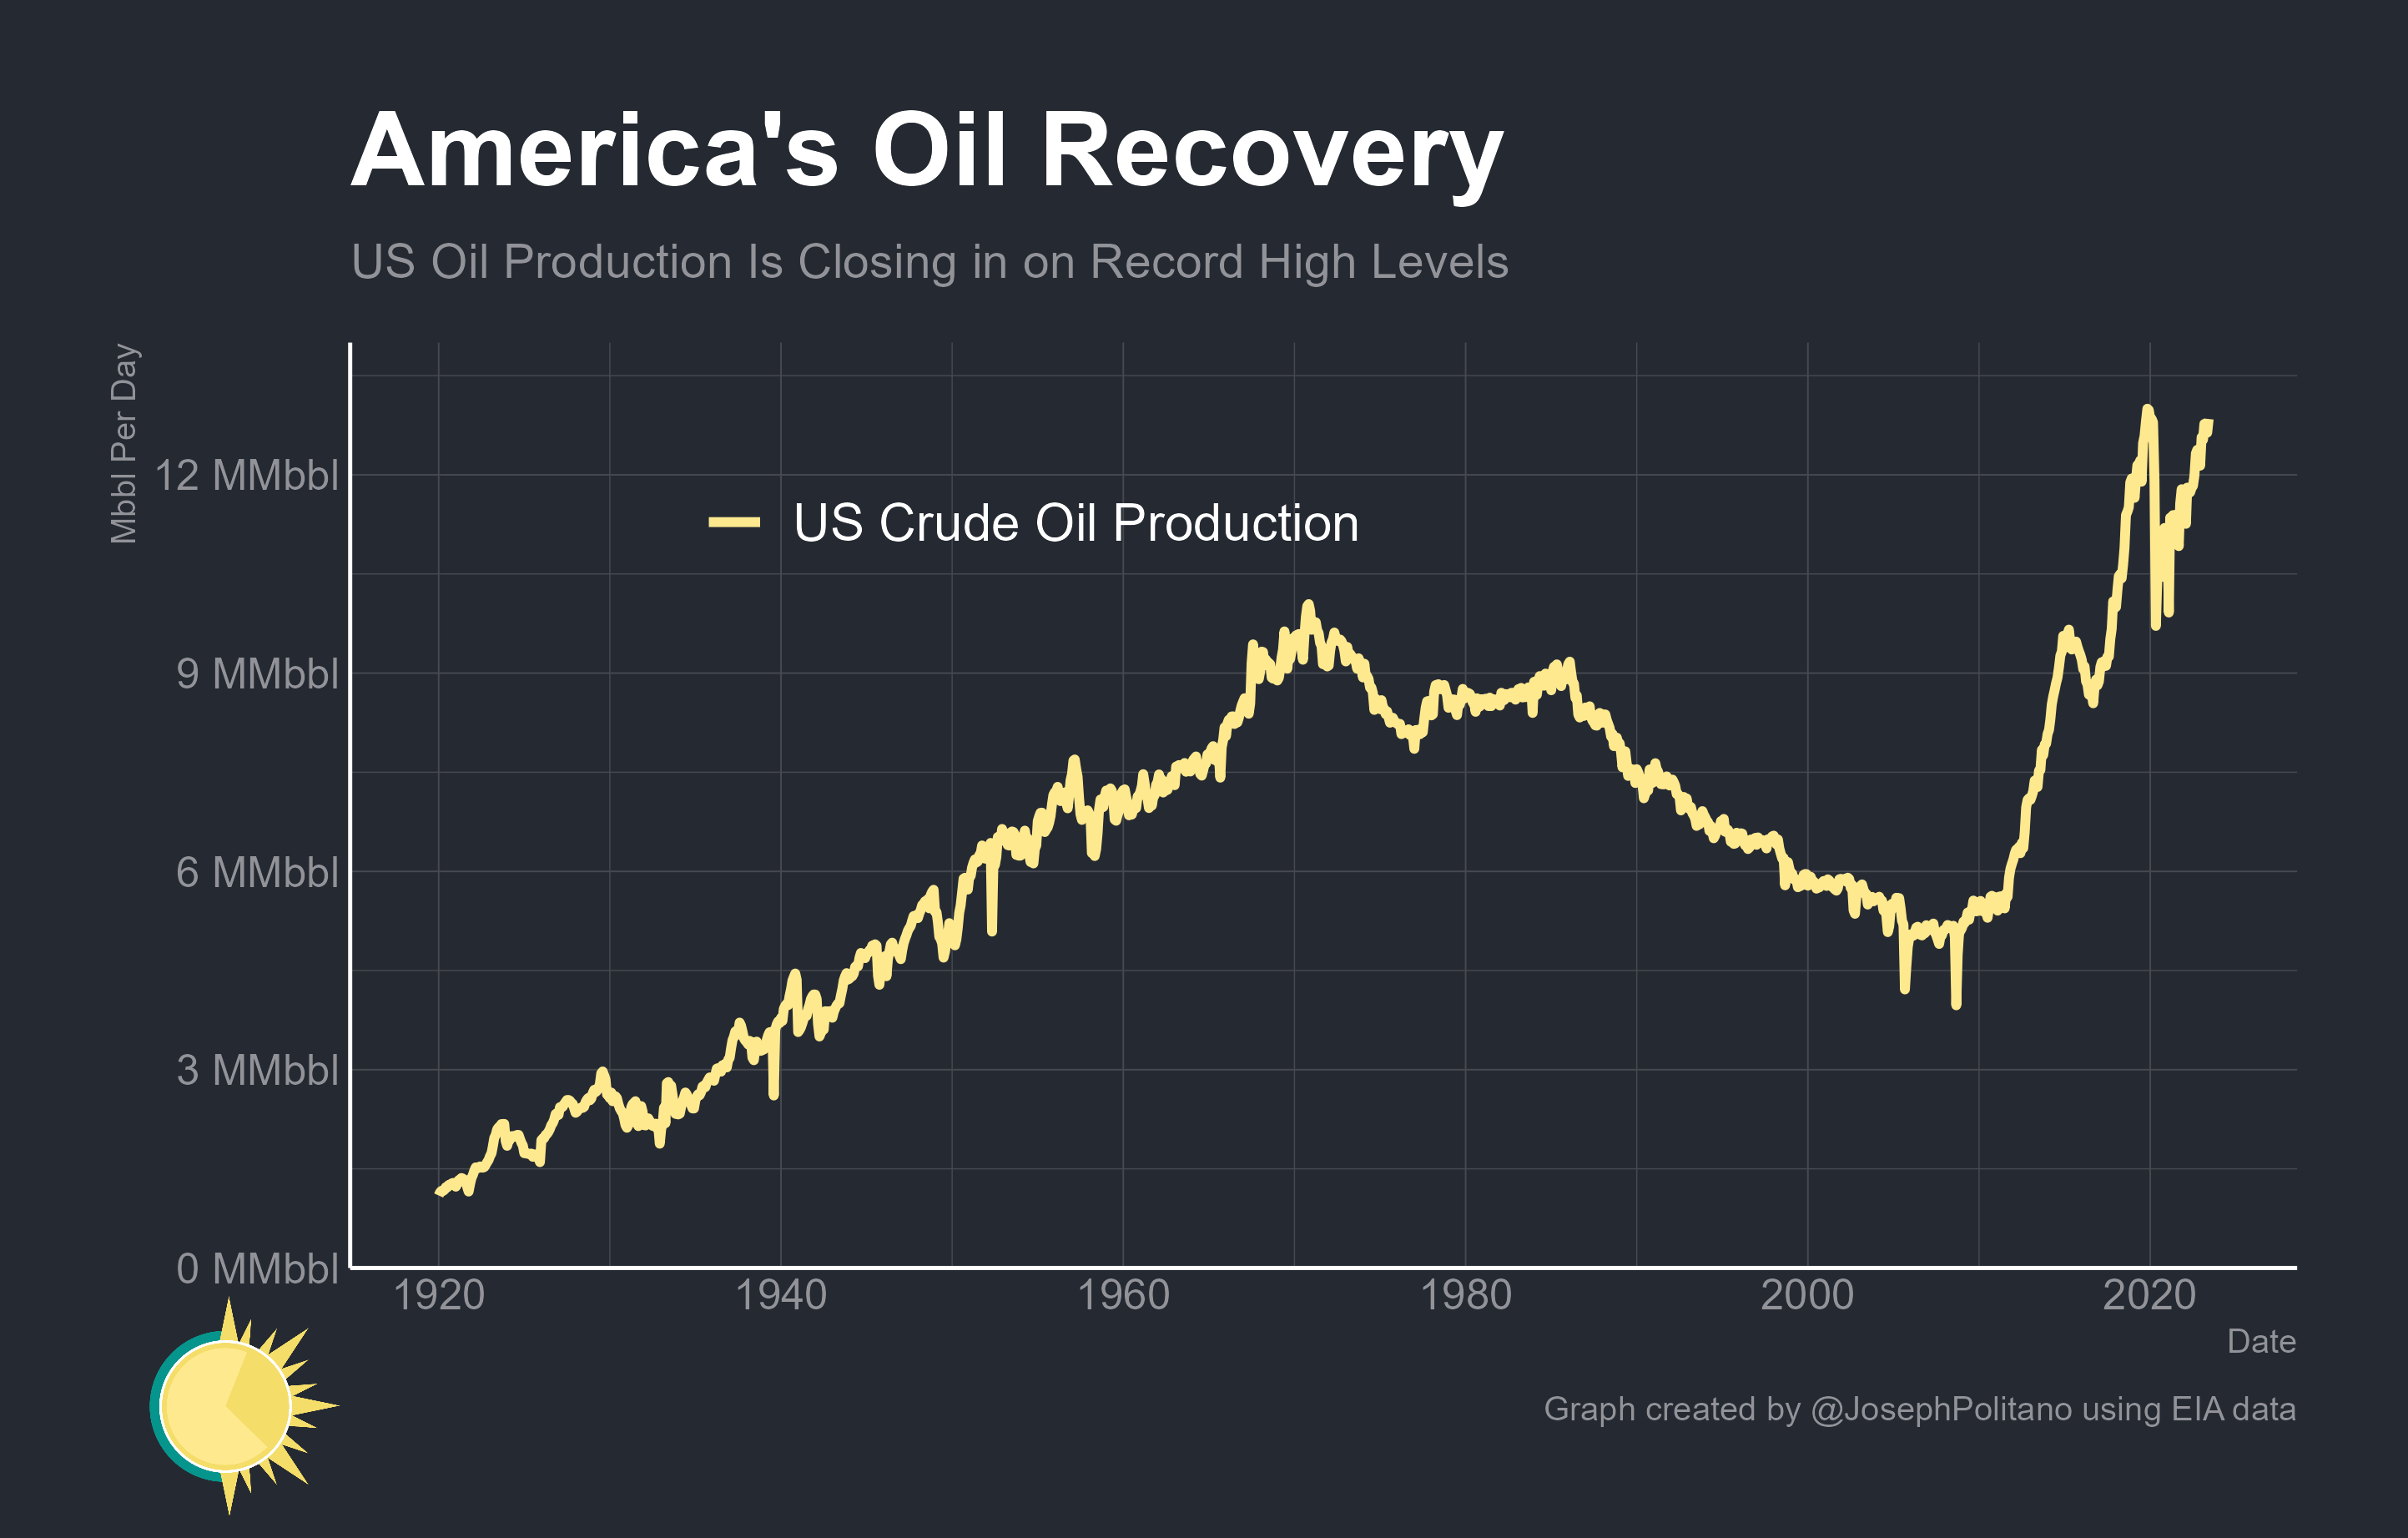 America's Oil Recovery
US Oil Production Is Closing in on Record High Levels
Mbbl Per Day
12 MMbbl
US Crude Oil Production
9 MMbbl
6 MMbbl
3 MMbbl
0 MMbbl
1920 1940 1960 1980 2000 2020
Date
Graph created by @JosephPolitano using EIA data